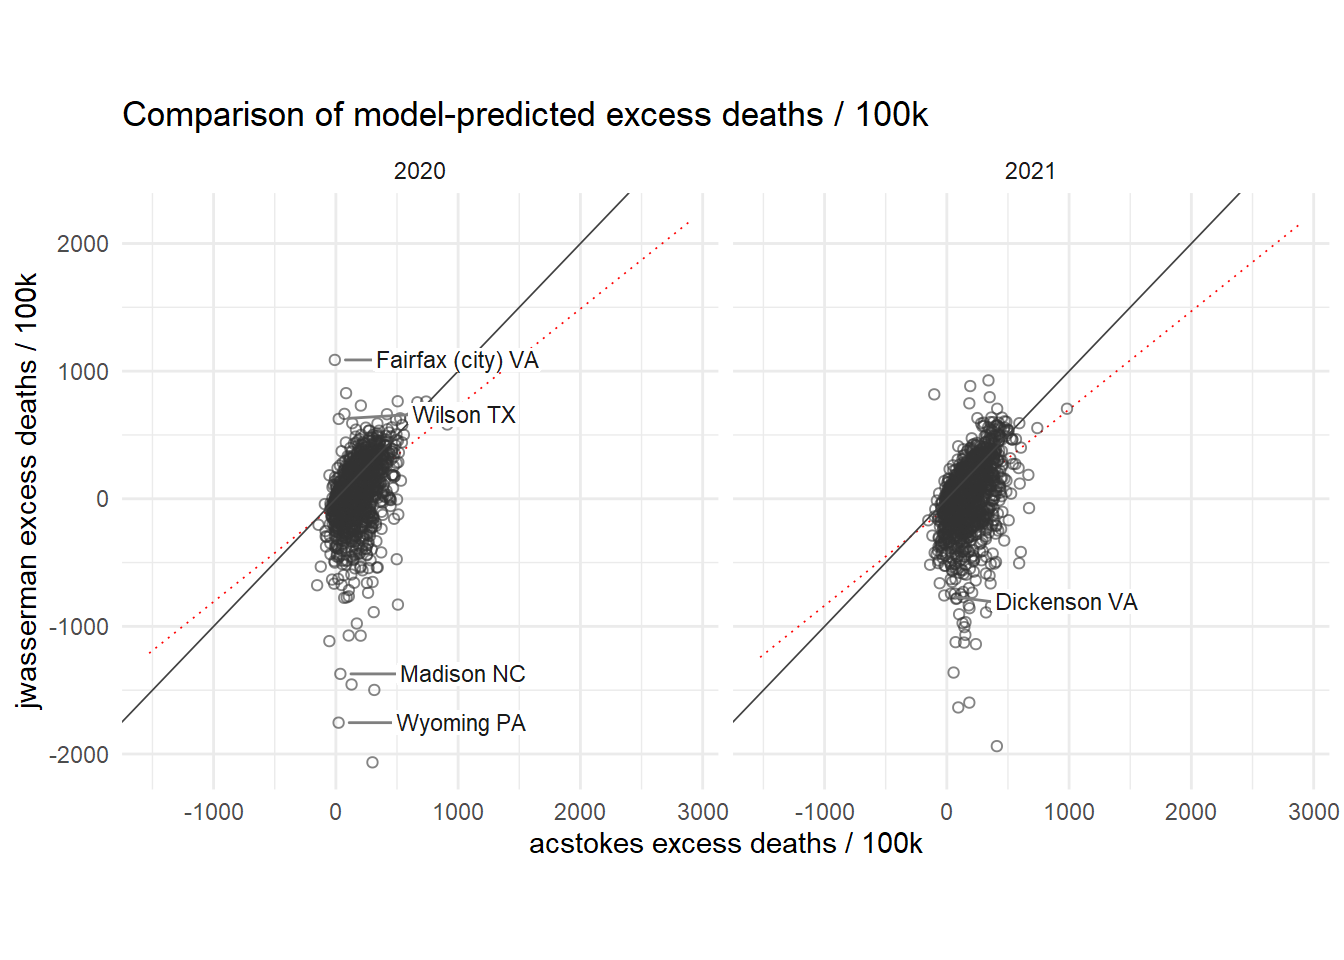 Comparison of model-predicted excess deaths / 100k
2020
2021
jwasserman excess deaths / 100k
2000
1000
0
-1000
-2000
Fairfax (city) VA
Wilson TX
Madison NC
Wyoming PA
Dickenson VA
-1000 0 1000 2000 3000
-1000 0 1000 2000 3000
acstokes excess deaths / 100k